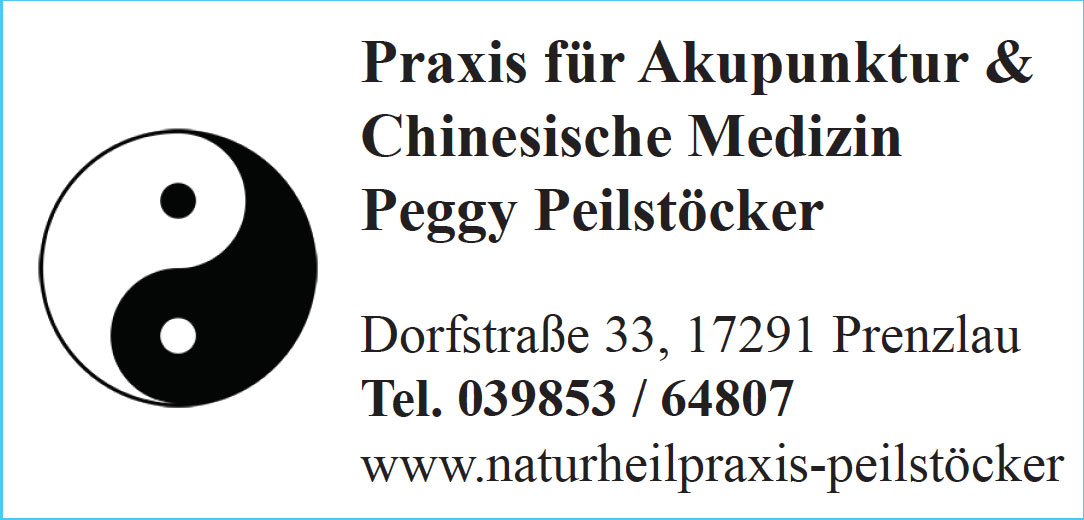 Praxis für Akupunktur &
Chinesische Medizin
Peggy Peilstöcker
Dorfstraße 33, 17291 Prenzlau
Tel. 039853 / 64807
www.naturheilpraxis-peilstöcker